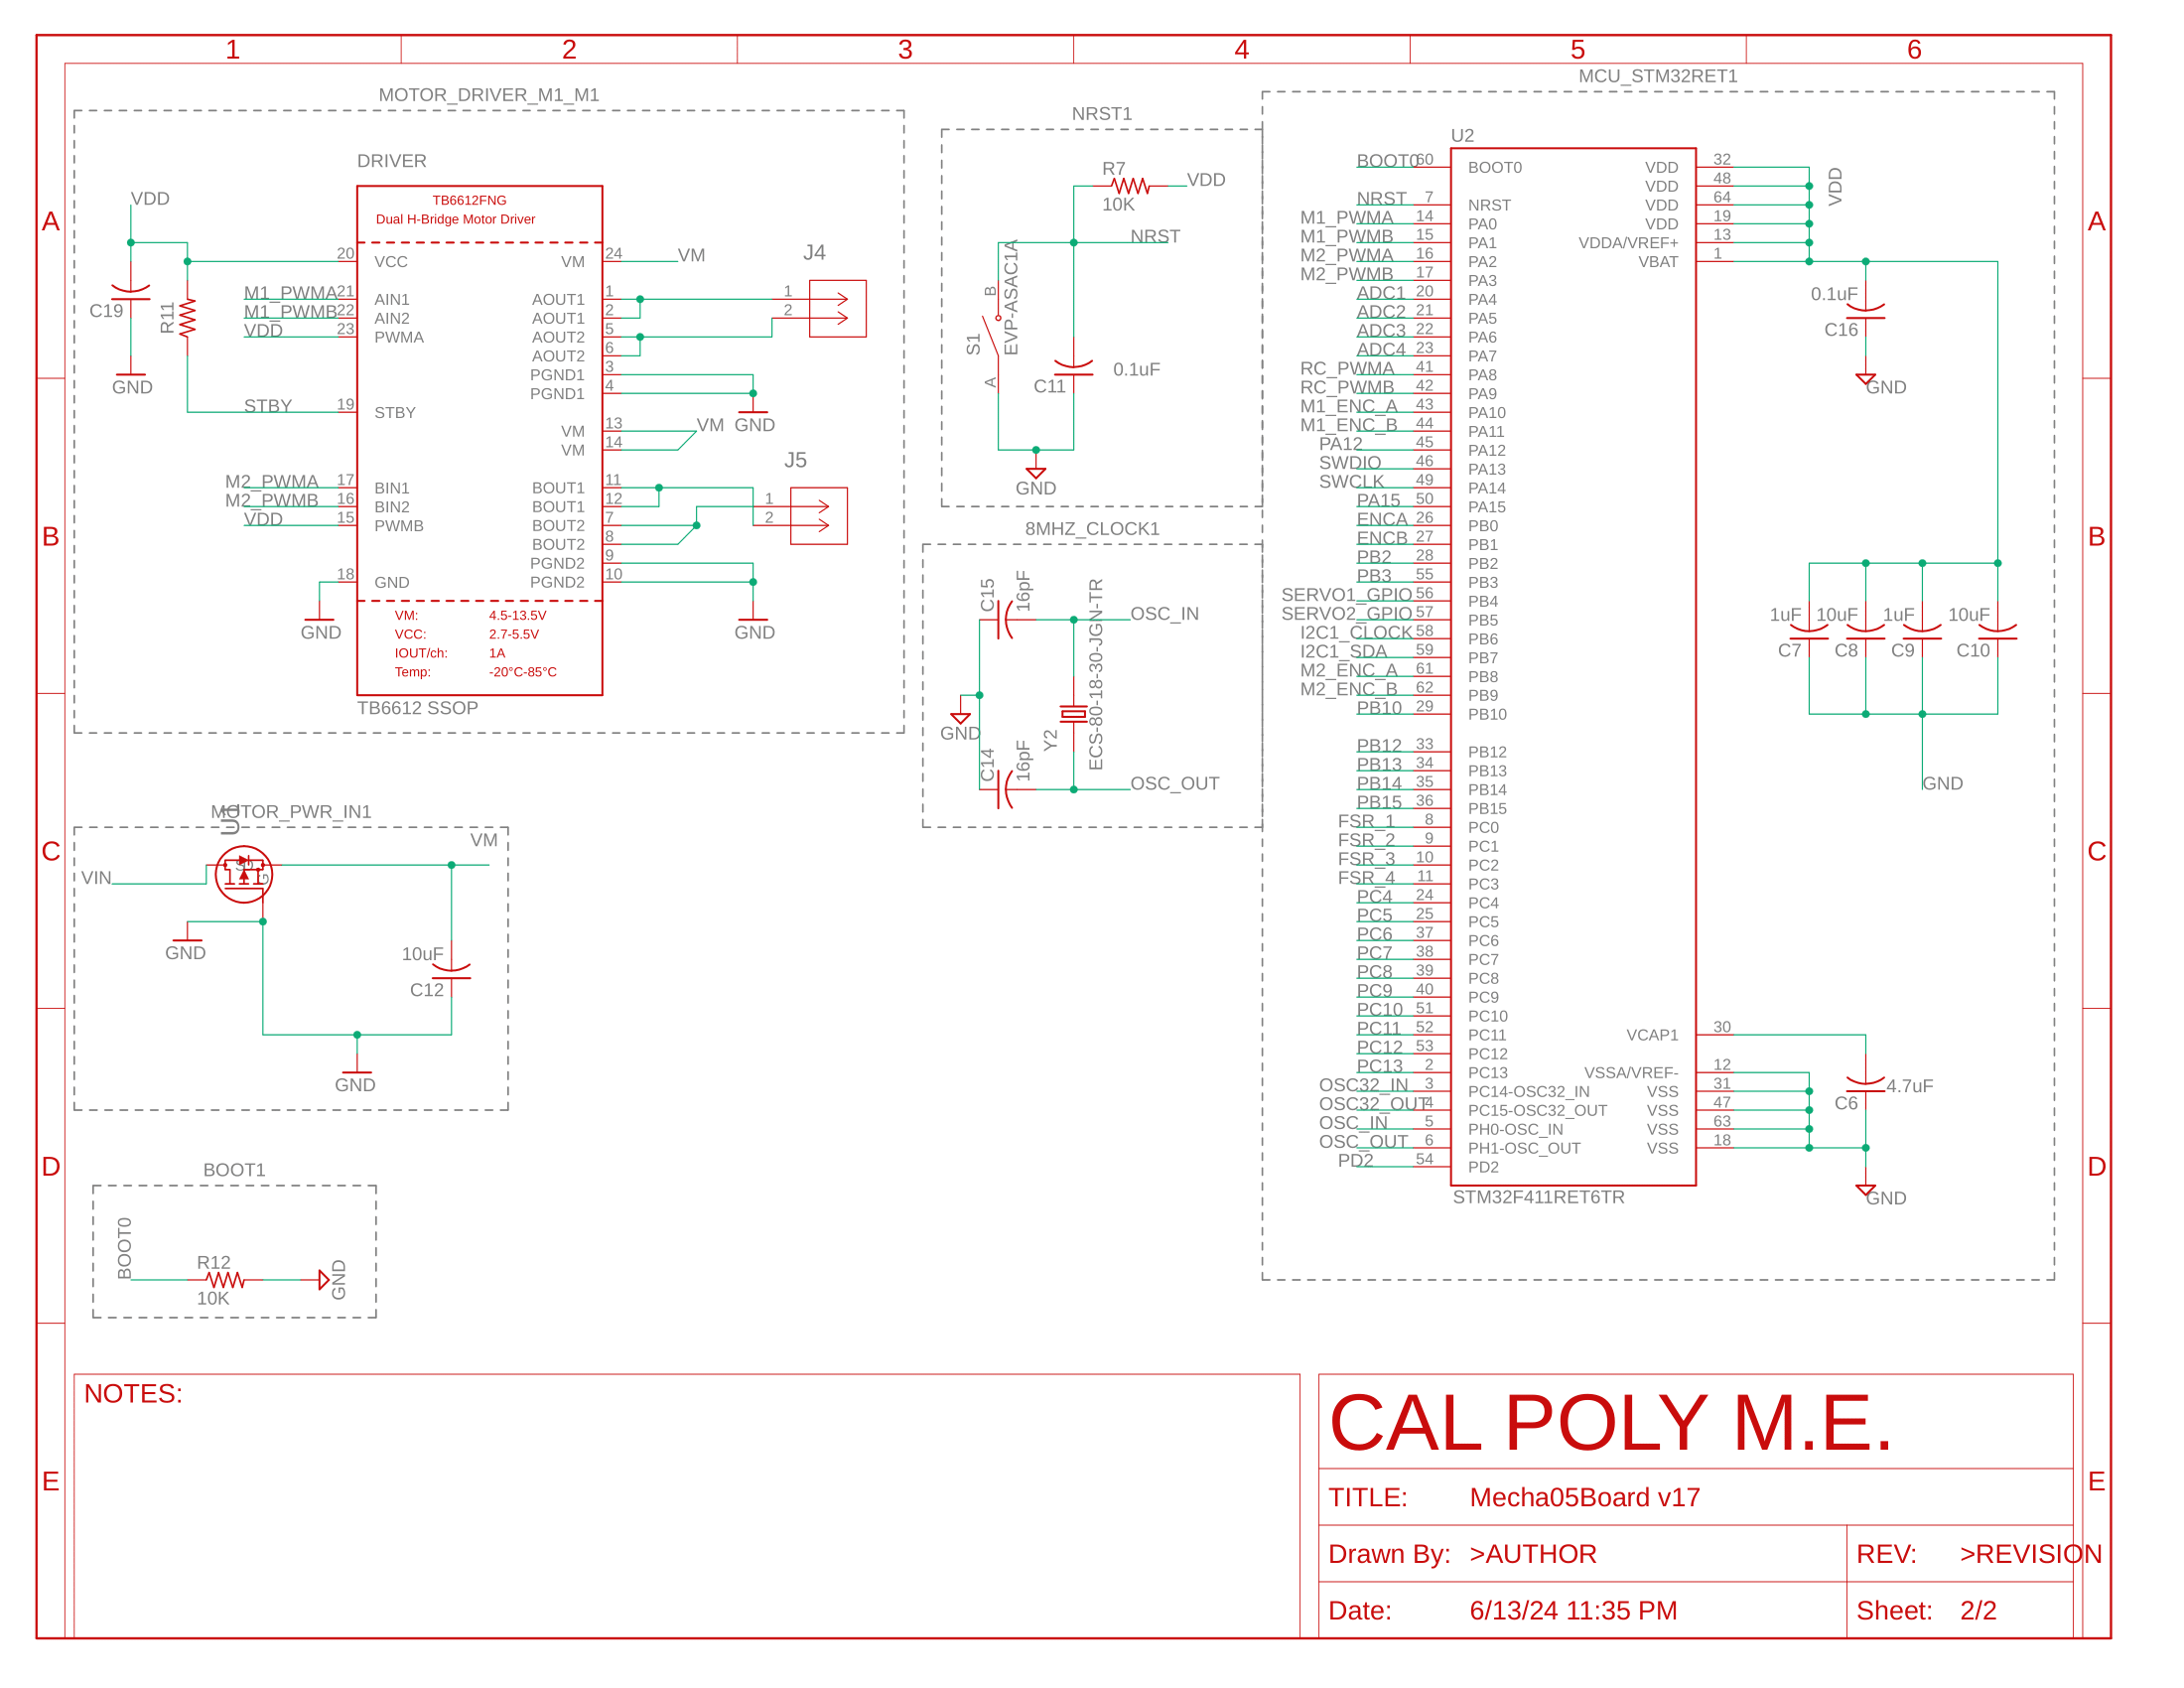 1 2 3 4 5 6
A
B
C
D
E
A
B
C
D
E
MOTOR_DRIVER_M1_M1
DRIVER
TB6612FNG
Dual H-Bridge Motor Driver
VDD
C19
GND
R11
M1_PWMA
M1_PWMB
VDD
STBY
M2_PWMA
M2_PWMB
VDD
GND
20 VCC
21 AIN1
22 AIN2
23 PWMA
19 STBY
17 BIN1
16 BIN2
15 PWMB
18 GND
VM 24 VM
AOUT1 1
AOUT1 2
AOUT2 5
AOUT2 6
PGND1 3
PGND1 4
VM 13 VM
VM 14
BOUT1 11
BOUT1 12
BOUT2 7
BOUT2 8
PGND2 9
PGND2 10
GND
GND
J4
1
2
J5
1
2
VM: 4.5-13.5V
VCC: 2.7-5.5V
IOUT/ch: 1A
Temp: -20°C-85°C
TB6612 SSOP
NRST1
R7
10K
VDD
NRST
S1
EVP-ASAC1A
B
A
C11
0.1uF
GND
8MHZ_CLOCK1
C15
16pF
OSC_IN
GND
Y2
ECS-80-18-30-JGN-TR
C14
16pF
OSC_OUT
MOTOR_PWR_IN1
VM
VIN
GND
10uF
C12
GND
BOOT1
BOOT0
R12
10K
GND
MCU_STM32RET1
U2
BOOT0 60 BOOT0
NRST 7 NRST
M1_PWMA 14 PA0
M1_PWMB 15 PA1
M2_PWMA 16 PA2
M2_PWMB 17 PA3
ADC1 20 PA4
ADC2 21 PA5
ADC3 22 PA6
ADC4 23 PA7
RC_PWMA 41 PA8
RC_PWMB 42 PA9
M1_ENC_A 43 PA10
M1_ENC_B 44 PA11
PA12 45 PA12
SWDIO 46 PA13
SWCLK 49 PA14
PA15 50 PA15
ENCA 26 PB0
ENCB 27 PB1
PB2 28 PB2
PB3 55 PB3
SERVO1_GPIO 56 PB4
SERVO2_GPIO 57 PB5
I2C1_CLOCK 58 PB6
I2C1_SDA 59 PB7
M2_ENC_A 61 PB8
M2_ENC_B 62 PB9
PB10 29 PB10
PB12 33 PB12
PB13 34 PB13
PB14 35 PB14
PB15 36 PB15
FSR_1 8 PC0
FSR_2 9 PC1
FSR_3 10 PC2
FSR_4 11 PC3
PC4 24 PC4
PC5 25 PC5
PC6 37 PC6
PC7 38 PC7
PC8 39 PC8
PC9 40 PC9
PC10 51 PC10
PC11 52 PC11
PC12 53 PC12
PC13 2 PC13
OSC32_IN 3 PC14-OSC32_IN
OSC32_OUT 4 PC15-OSC32_OUT
OSC_IN 5 PH0-OSC_IN
OSC_OUT 6 PH1-OSC_OUT
PD2 54 PD2
VDD 32
VDD 48
VDD 64
VDD 19
VDDA/VREF+ 13
VBAT 1
VDD
0.1uF
C16
GND
1uF 10uF 1uF 10uF
C7 C8 C9 C10
GND
VCAP1 30
VSSA/VREF- 12
VSS 31
VSS 47
VSS 63
VSS 18
4.7uF
C6
GND
STM32F411RET6TR
NOTES:
CAL POLY M.E.
TITLE: Mecha05Board v17
Drawn By: >AUTHOR
REV: >REVISION
Date: 6/13/24 11:35 PM
Sheet: 2/2